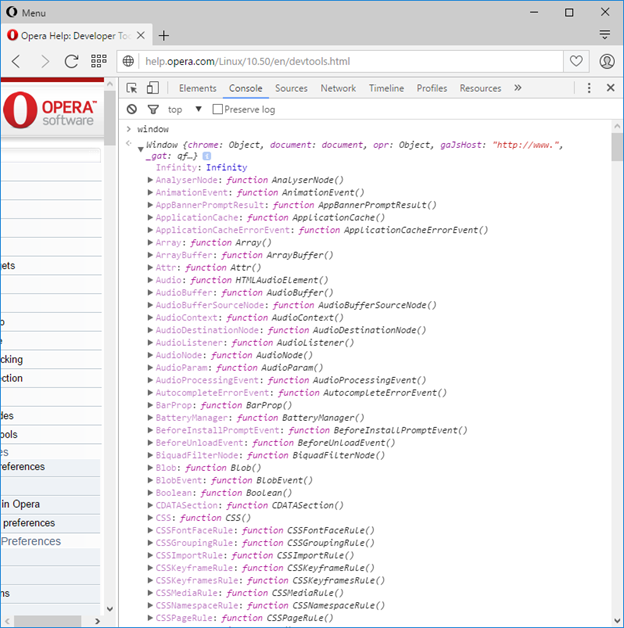 Menu
Opera Help: Developer To
help.opera.com/Linux/10.50/en/devtools.html
OPERA™
software
Elements Console Sources Network Timeline Profiles Resources »
top Preserve log
> window
Window {chrome: Object, document: document, opr: Object, gaJsHost: "http://www.",
_gat: qf…} i
Infinity: Infinity
AnalyserNode: function AnalyserNode()
AnimationEvent: function AnimationEvent()
AppBannerPromptResult: function AppBannerPromptResult()
ApplicationCache: function ApplicationCache()
ApplicationCacheErrorEvent: function ApplicationCacheErrorEvent()
Array: function Array()
ArrayBuffer: function ArrayBuffer()
Attr: function Attr()
Audio: function HTMLAudioElement()
AudioBuffer: function AudioBuffer()
AudioBufferSourceNode: function AudioBufferSourceNode()
AudioContext: function AudioContext()
AudioDestinationNode: function AudioDestinationNode()
AudioListener: function AudioListener()
AudioNode: function AudioNode()
AudioParam: function AudioParam()
AudioProcessingEvent: function AudioProcessingEvent()
AutocompleteErrorEvent: function AutocompleteErrorEvent()
BarProp: function BarProp()
BatteryManager: function BatteryManager()
BeforeInstallPromptEvent: function BeforeInstallPromptEvent()
BeforeUnloadEvent: function BeforeUnloadEvent()
BiquadFilterNode: function BiquadFilterNode()
Blob: function Blob()
BlobEvent: function BlobEvent()
Boolean: function Boolean()
CDATASection: function CDATASection()
CSS: function CSS()
CSSFontFaceRule: function CSSFontFaceRule()
CSSGroupingRule: function CSSGroupingRule()
CSSImportRule: function CSSImportRule()
CSSKeyframeRule: function CSSKeyframeRule()
CSSKeyframesRule: function CSSKeyframesRule()
CSSMediaRule: function CSSMediaRule()
CSSNamespaceRule: function CSSNamespaceRule()
CSSPageRule: function CSSPageRule()
gets
p
e
cking
ection
des
ools
es
references
in Opera
preferences
Preferences
ns